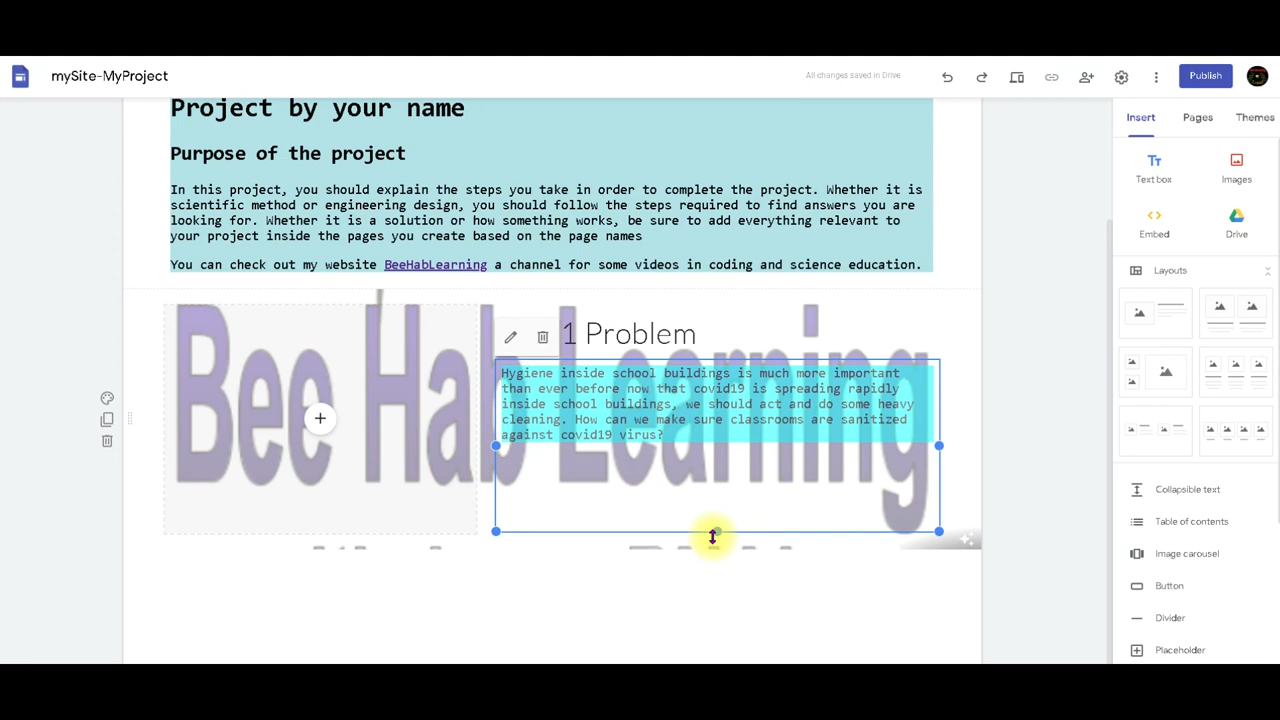 mySite-MyProject
All changes saved in Drive
Publish
Project by your name
Purpose of the project
In this project, you should explain the steps you take in order to complete the project. Whether it is
scientific method or engineering design, you should follow the steps required to find answers you are
looking for. Whether it is a solution or how something works, be sure to add everything relevant to
your project inside the pages you create based on the page names
You can check out my website BeeHabLearning a channel for some videos in coding and science education.
Bee Hab Learning
1 Problem
Hygiene inside school buildings is much more important
than ever before now that covid19 is spreading rapidly
inside school buildings, we should act and do some heavy
cleaning. How can we make sure classrooms are sanitized
against covid19 virus?
Insert
Pages
Themes
Text box
Images
Embed
Drive
Layouts
Collapsible text
Table of contents
Image carousel
Button
Divider
Placeholder